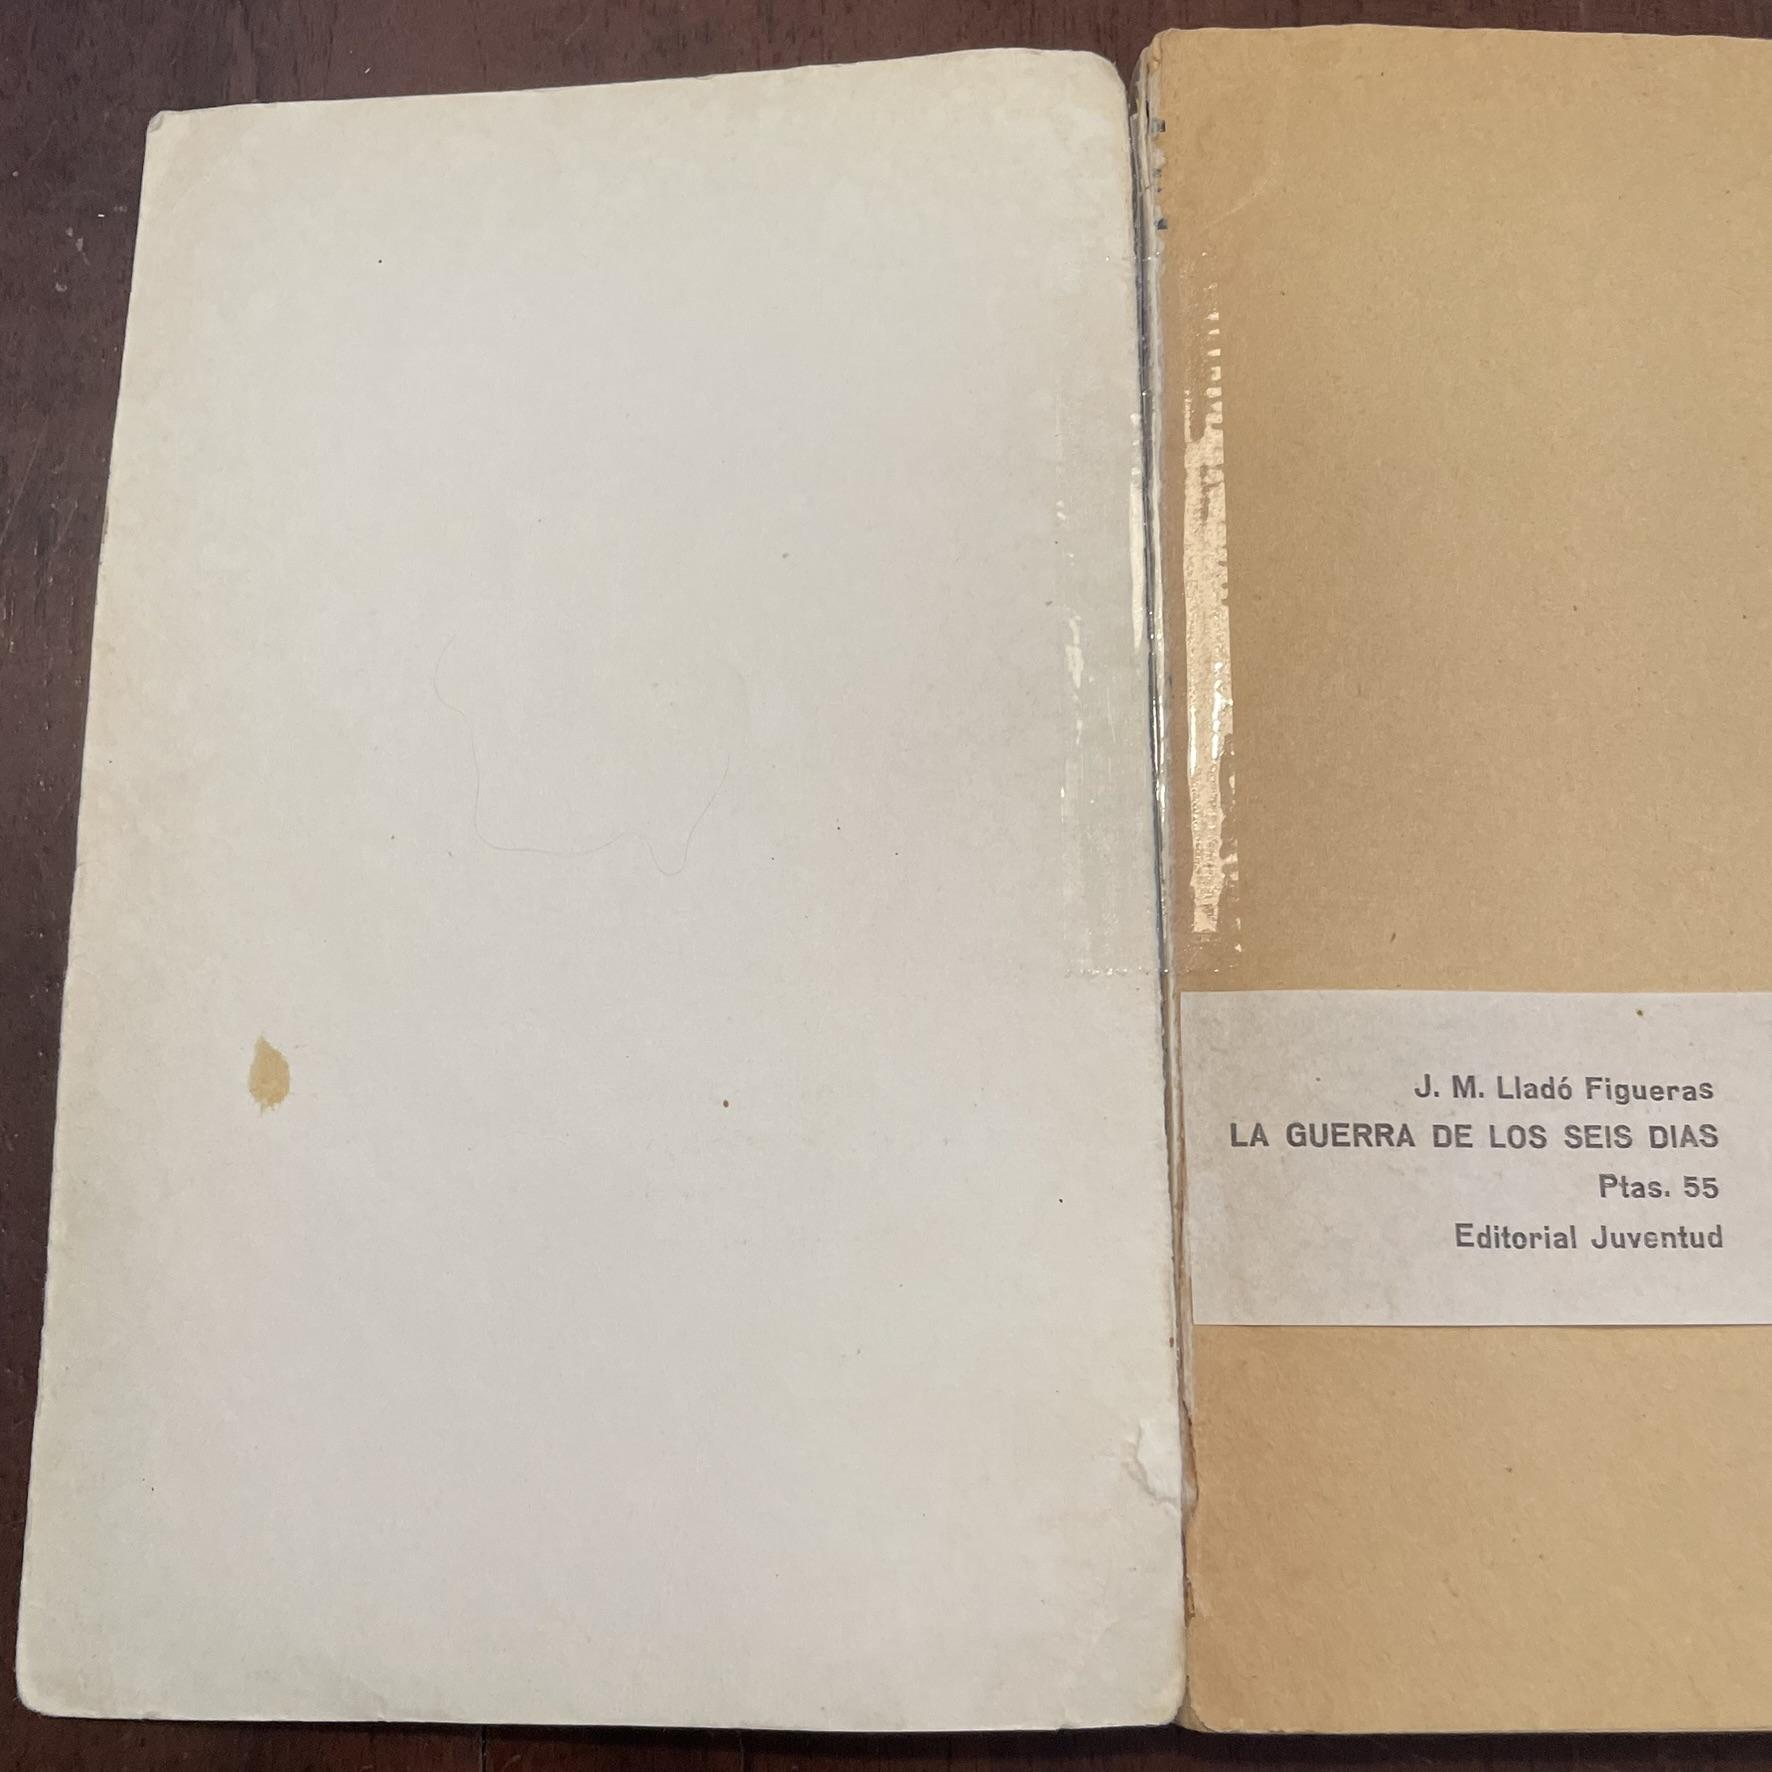 J. M. Lladó Figueras
LA GUERRA DE LOS SEIS DIAS
Ptas. 55
Editorial Juventud